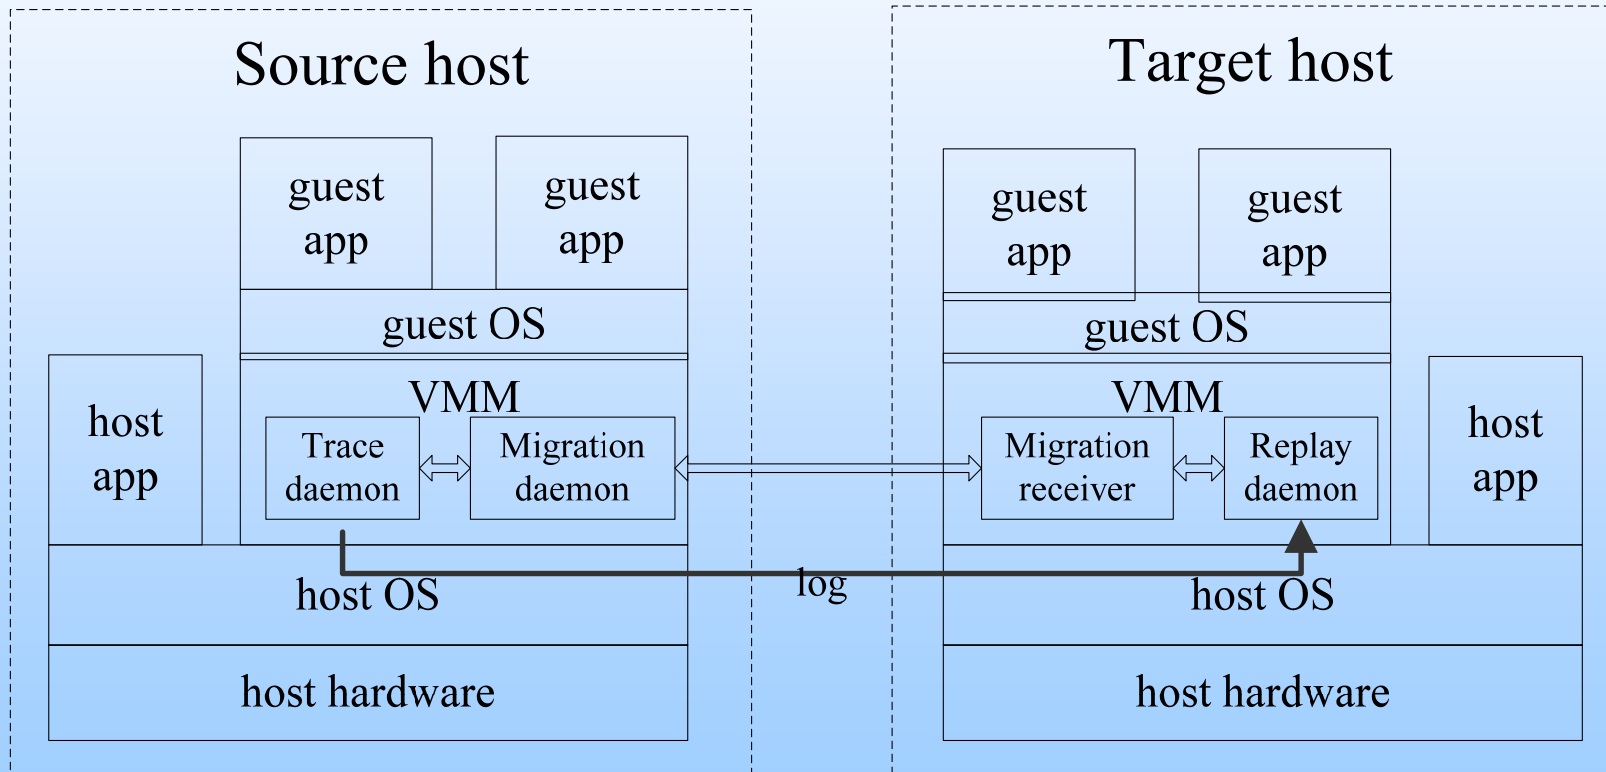 Source host
guest
app
guest
app
guest OS
VMM
host
app
Trace
daemon
Migration
daemon
host OS
host hardware
log
Target host
guest
app
guest
app
guest OS
VMM
Migration
receiver
Replay
daemon
host
app
host OS
host hardware